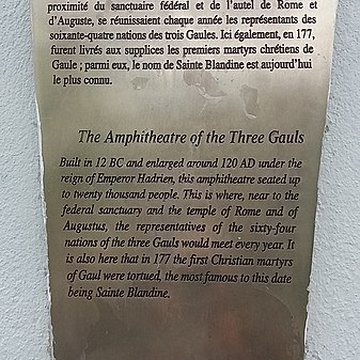 proximité du sanctuaire fédéral et de l'autel de Rome et
d'Auguste, se réunissaient chaque année les représentants des
soixante-quatre nations des trois Gaules. Ici également, en 177,
furent livrés aux supplices les premiers martyrs chrétiens de
Gaule ; parmi eux, le nom de Sainte Blandine est aujourd'hui
le plus connu.
The Amphitheatre of the Three Gauls
Built in 12 BC and enlarged around 120 AD under the
reign of Emperor Hadrien, this amphitheatre seated up
to twenty thousand people. This is where, near to the
federal sanctuary and the temple of Rome and of
Augustus, the representatives of the sixty-four
nations of the three Gauls would meet every year. It
is also here that in 177 the first Christian martyrs
of Gaul were tortured, the most famous to this date
being Sainte Blandine.